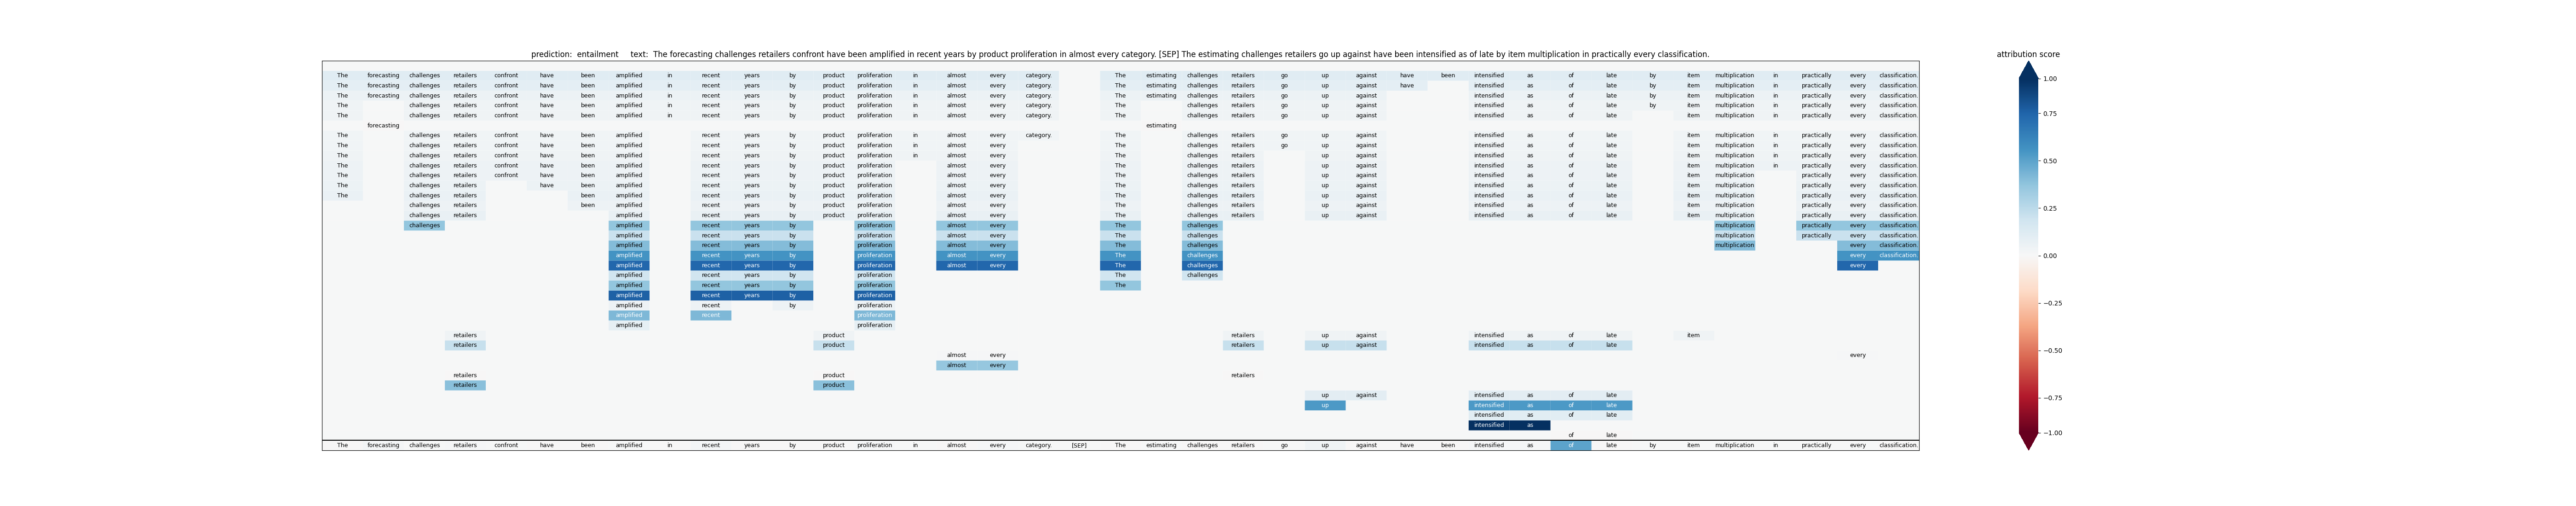 prediction: entailment text: The forecasting challenges retailers confront have been amplified in recent years by product proliferation in almost every category. [SEP] The estimating challenges retailers go up against have been intensified as of late by item multiplication in practically every classification.
The forecasting challenges retailers confront have been amplified in recent years by product proliferation in almost every category. The estimating challenges retailers go up against have been intensified as of late by item multiplication in practically every classification.
The forecasting challenges retailers confront have been amplified in recent years by product proliferation in almost every category. The estimating challenges retailers go up against have intensified as of late by item multiplication in practically every classification.
The forecasting challenges retailers confront have been amplified in recent years by product proliferation in almost every category. The estimating challenges retailers go up against intensified as of late by item multiplication in practically every classification.
The challenges retailers confront have been amplified in recent years by product proliferation in almost every category. The challenges retailers go up against intensified as of late by item multiplication in practically every classification.
The challenges retailers confront have been amplified in recent years by product proliferation in almost every category. The challenges retailers go up against intensified as of late item multiplication in practically every classification.
forecasting estimating
The challenges retailers confront have been amplified recent years by product proliferation in almost every category. The challenges retailers go up against intensified as of late item multiplication in practically every classification.
The challenges retailers confront have been amplified recent years by product proliferation in almost every The challenges retailers go up against intensified as of late item multiplication in practically every classification.
The challenges retailers confront have been amplified recent years by product proliferation in almost every The challenges retailers up against intensified as of late item multiplication in practically every classification.
The challenges retailers confront have been amplified recent years by product proliferation almost every The challenges retailers up against intensified as of late item multiplication in practically every classification.
The challenges retailers confront have been amplified recent years by product proliferation almost every The challenges retailers up against intensified as of late item multiplication practically every classification.
The challenges retailers have been amplified recent years by product proliferation almost every The challenges retailers up against intensified as of late item multiplication practically every classification.
The challenges retailers been amplified recent years by product proliferation almost every The challenges retailers up against intensified as of late item multiplication practically every classification.
challenges retailers been amplified recent years by product proliferation almost every The challenges retailers up against intensified as of late item multiplication practically every classification.
challenges retailers amplified recent years by product proliferation almost every The challenges retailers up against intensified as of late item multiplication practically every classification.
challenges amplified recent years by proliferation almost every The challenges multiplication practically every classification.
amplified recent years by proliferation almost every The challenges multiplication practically every classification.
amplified recent years by proliferation almost every The challenges multiplication every classification.
amplified recent years by proliferation almost every The challenges every classification.
amplified recent years by proliferation almost every The challenges every
amplified recent years by proliferation The challenges
amplified recent years by proliferation The
amplified recent years by proliferation
amplified recent by proliferation
amplified recent proliferation
amplified proliferation
retailers product retailers up against intensified as of late item
retailers product retailers up against intensified as of late
almost every every
almost every
retailers product retailers
retailers product
up against intensified as of late
up intensified as of late
intensified as of late
intensified as
of late
The forecasting challenges retailers confront have been amplified in recent years by product proliferation in almost every category. [SEP] The estimating challenges retailers go up against have been intensified as of late by item multiplication in practically every classification.
attribution score
1.00
0.75
0.50
0.25
0.00
−0.25
−0.50
−0.75
−1.00